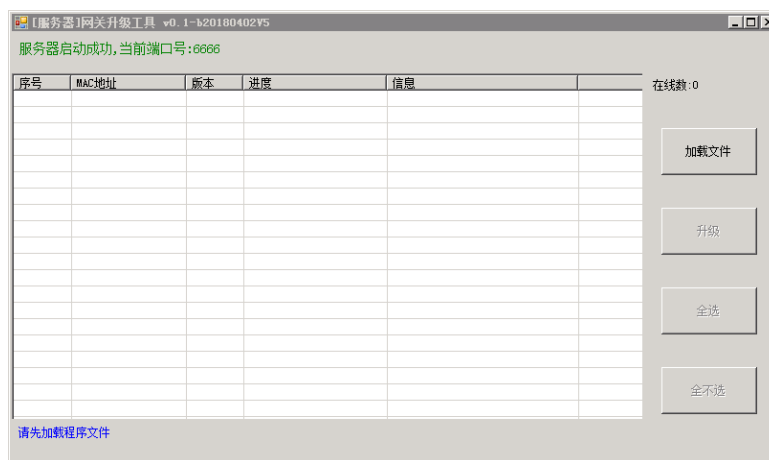 [服务器]网关升级工具 v0.1-b20180402V5
服务器启动成功,当前端口号:6666
序号 MAC地址 版本 进度 信息
在线数:0
加载文件
升级
全选
全不选
请先加载程序文件